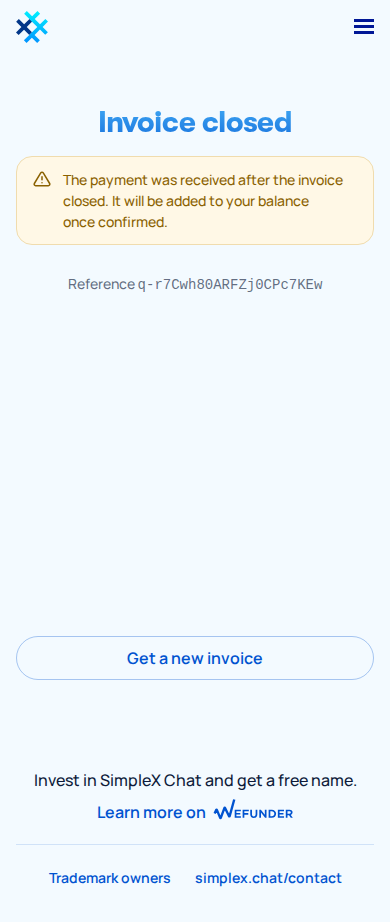 Invoice closed
The payment was received after the invoice
closed. It will be added to your balance
once confirmed.
Reference q-r7Cwh80ARFZj0CPc7KEw
Get a new invoice
Invest in SimpleX Chat and get a free name.
Learn more on WEFUNDER
Trademark owners simplex.chat/contact